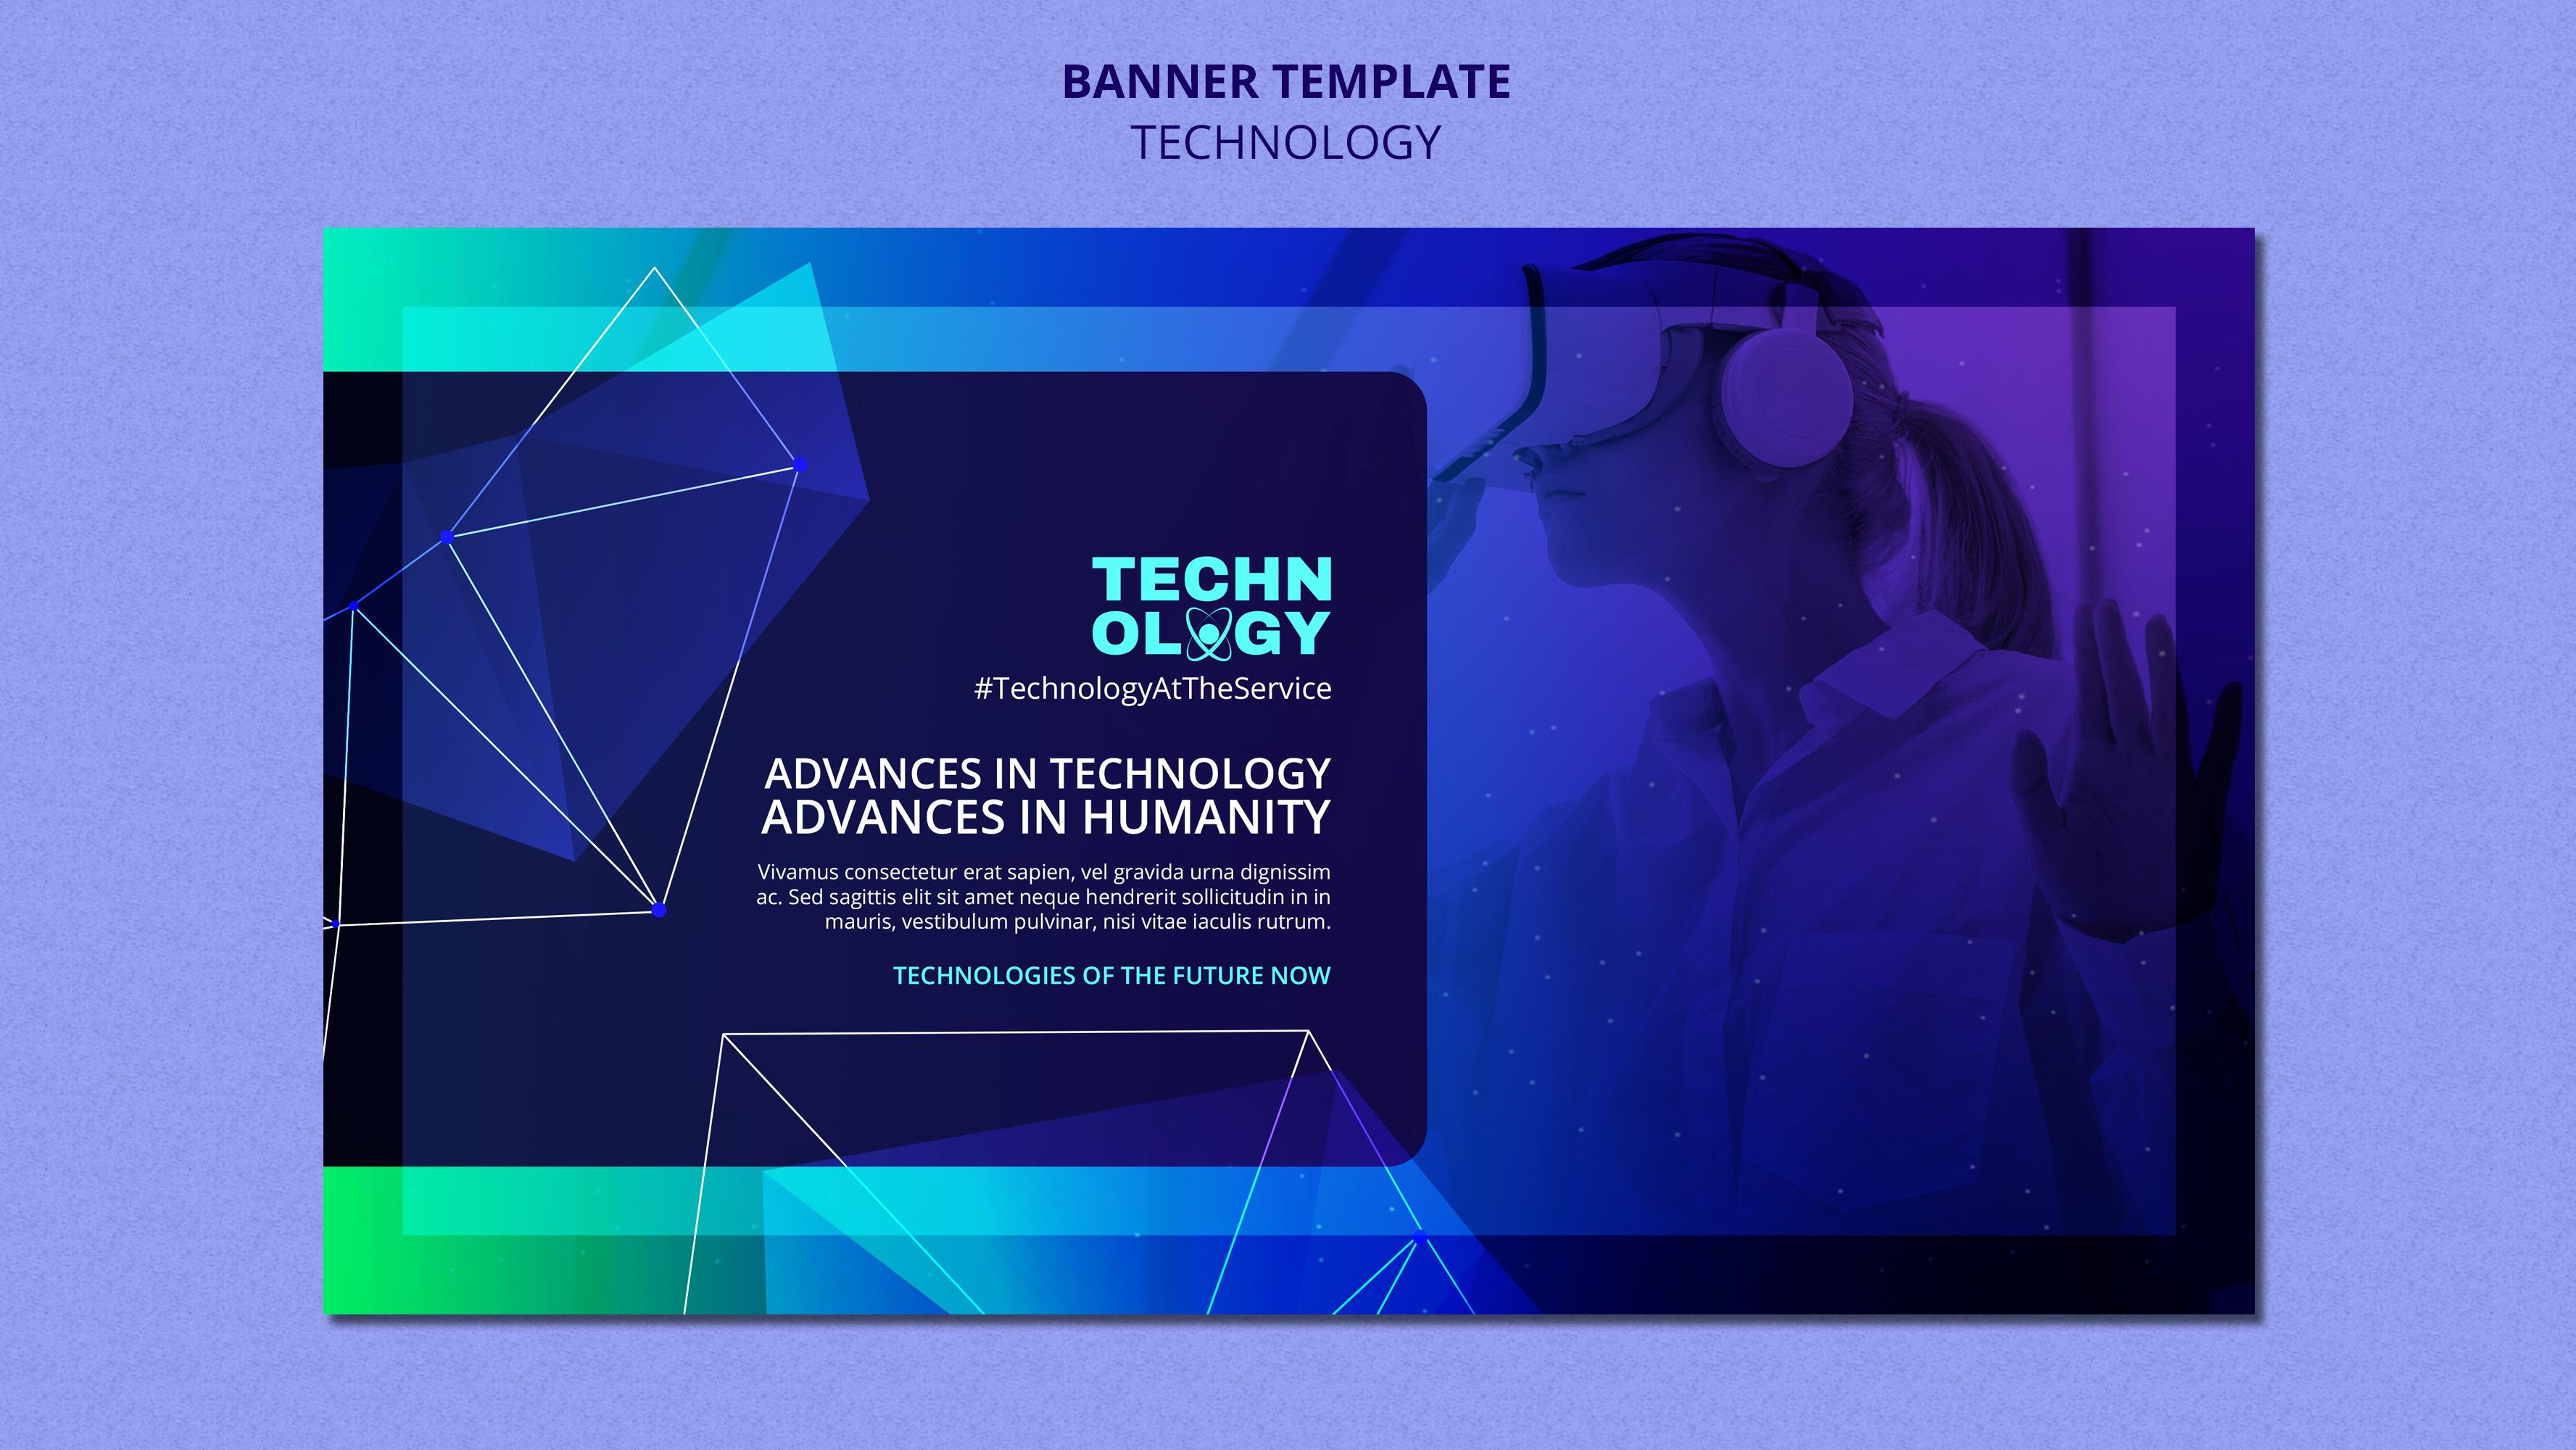 BANNER TEMPLATE
TECHNOLOGY
TECHN
OLOGY
#TechnologyAtTheService
ADVANCES IN TECHNOLOGY
ADVANCES IN HUMANITY
Vivamus consectetur erat sapien, vel gravida urna dignissim
ac. Sed sagittis elit sit amet neque hendrerit sollicitudin in in
mauris, vestibulum pulvinar, nisi vitae iaculis rutrum.
TECHNOLOGIES OF THE FUTURE NOW